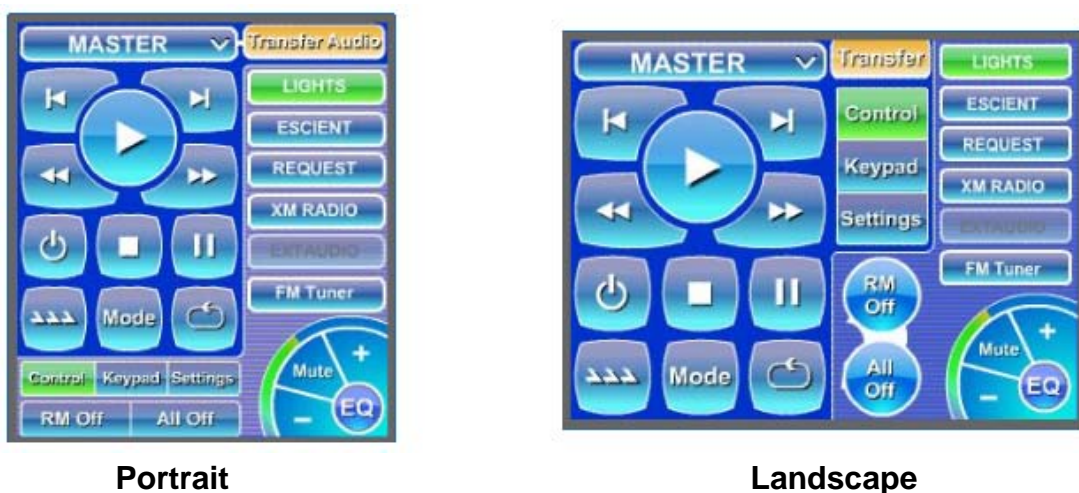 MASTER
Transfer Audio
LIGHTS
ESCIENT
REQUEST
XM RADIO
EXTAUDIO
FM Tuner
Mode
Control Keypad Settings
RM Off All Off
Mute
+
-
EQ
Portrait
MASTER
Transfer
Control
Keypad
Settings
LIGHTS
ESCIENT
REQUEST
XM RADIO
EXTAUDIO
FM Tuner
Mode
RM
Off
All
Off
Mute
+
-
EQ
Landscape